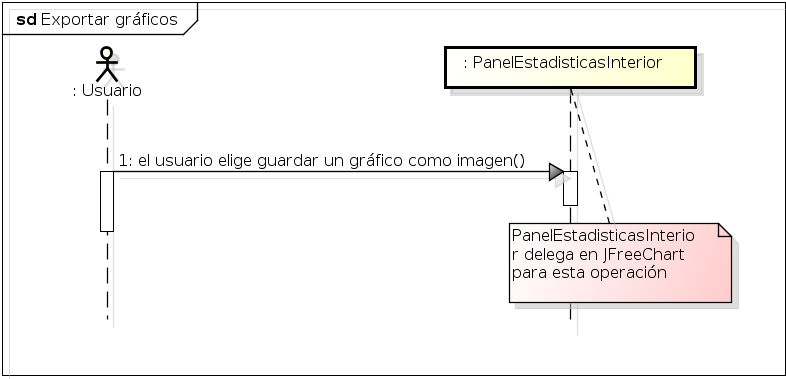 sd Exportar gráficos
: Usuario
: PanelEstadisticasInterior
1: el usuario elige guardar un gráfico como imagen()
PanelEstadisticasInterio
r delega en JFreeChart
para esta operación